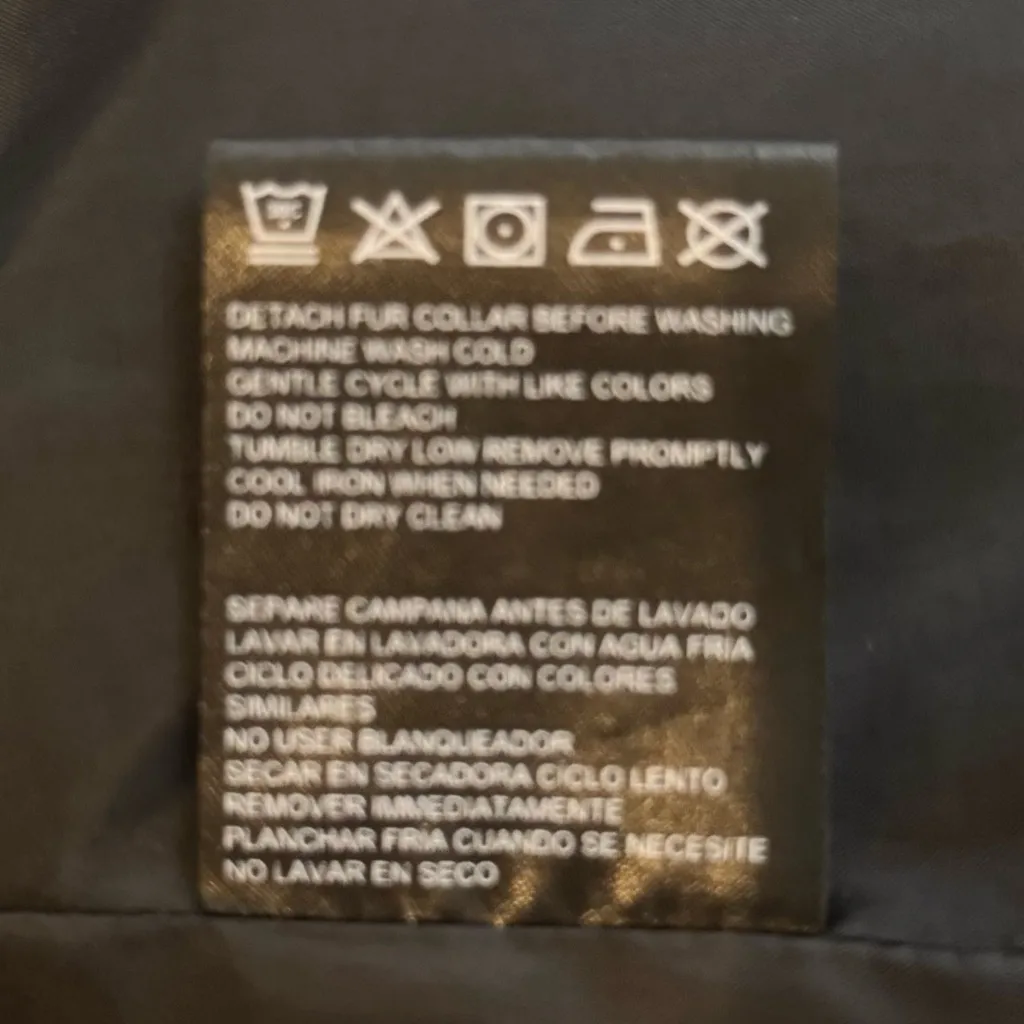 30C
DETACH FUR COLLAR BEFORE WASHING
MACHINE WASH COLD
GENTLE CYCLE WITH LIKE COLORS
DO NOT BLEACH
TUMBLE DRY LOW REMOVE PROMPTLY
COOL IRON WHEN NEEDED
DO NOT DRY CLEAN
SEPARE CAMPANA ANTES DE LAVADO
LAVAR EN LAVADORA CON AGUA FRIA
CICLO DELICADO CON COLORES
SIMILARES
NO USER BLANQUEADOR
SECAR EN SECADORA CICLO LENTO
REMOVER IMMEDIATAMENTE
PLANCHAR FRÍA CUANDO SE NECESITE
NO LAVAR EN SECO